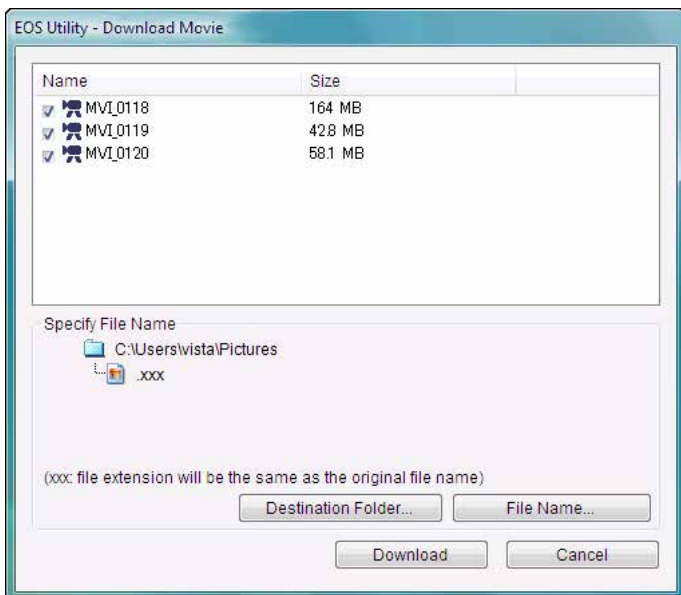 EOS Utility - Download Movie
Name Size
MVI_0118 164 MB
MVI_0119 42.8 MB
MVI_0120 58.1 MB
Specify File Name
C:\Users\vista\Pictures
.xxx
(xxx: file extension will be the same as the original file name)
Destination Folder... File Name...
Download Cancel